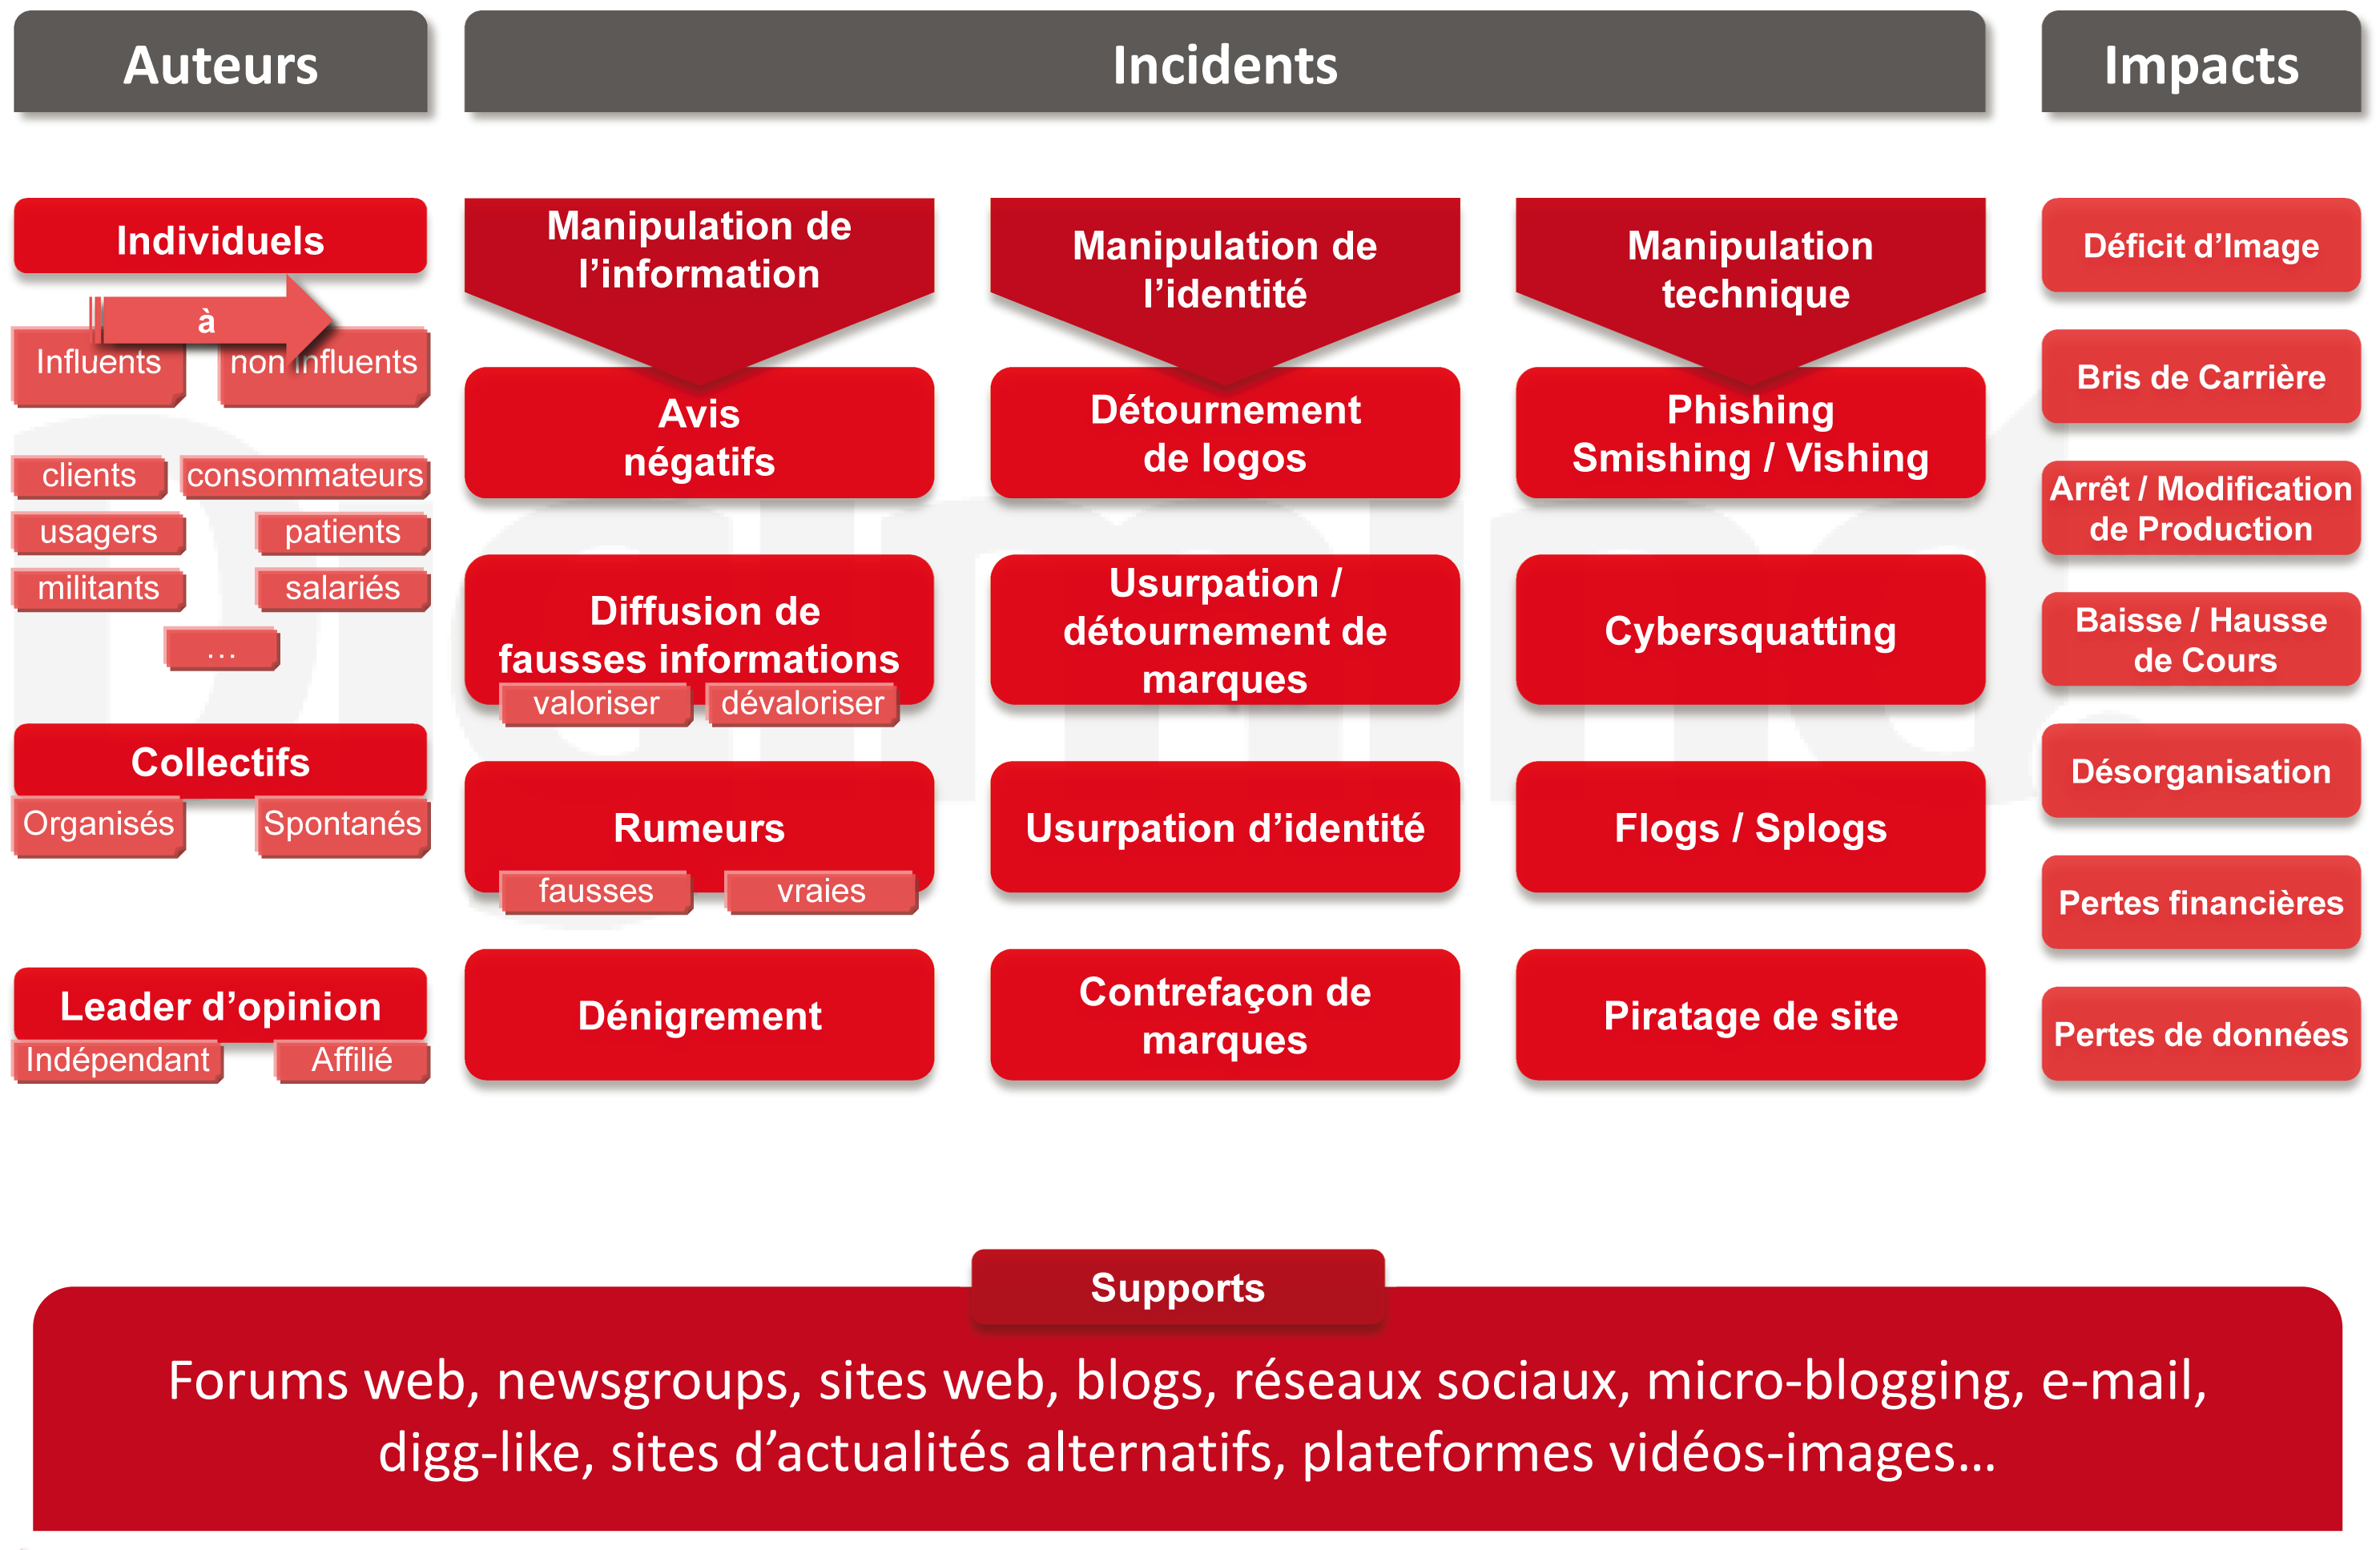 Auteurs
Incidents
Impacts
Individuels
à
Influents
non influents
clients
consommateurs
usagers
patients
militants
salariés
...
Collectifs
Organisés
Spontanés
Leader d’opinion
Indépendant
Affilié
Manipulation de
l’information
Avis
négatifs
Diffusion de
fausses informations
valoriser
dévaloriser
Rumeurs
fausses
vraies
Dénigrement
Manipulation de
l’identité
Détournement
de logos
Usurpation /
détournement de
marques
Usurpation d’identité
Contrefaçon de
marques
Manipulation
technique
Phishing
Smishing / Vishing
Cybersquatting
Flogs / Splogs
Piratage de site
Déficit d’Image
Bris de Carrière
Arrêt / Modification
de Production
Baisse / Hausse
de Cours
Désorganisation
Pertes financières
Pertes de données
Supports
Forums web, newsgroups, sites web, blogs, réseaux sociaux, micro-blogging, e-mail,
digg-like, sites d’actualités alternatifs, plateformes vidéos-images...